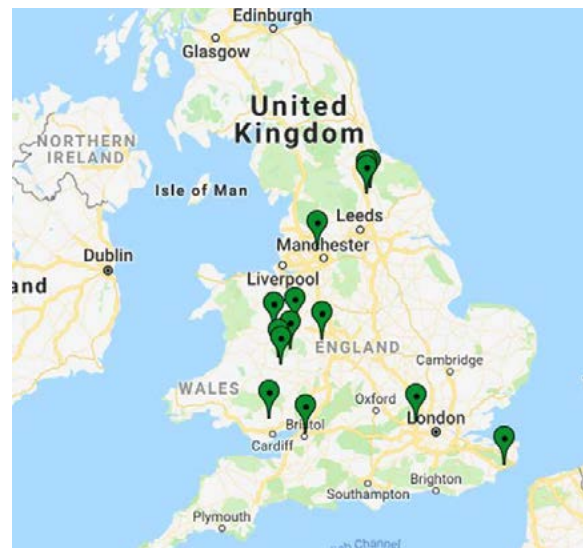 Edinburgh
Glasgow
United
Kingdom
NORTHERN
IRELAND
Isle of Man
Leeds
Manchester
Dublin
Liverpool
and
ENGLAND
Cambridge
WALES
Oxford
London
Bristol
Cardiff
Brighton
Southampton
Plymouth
Channel